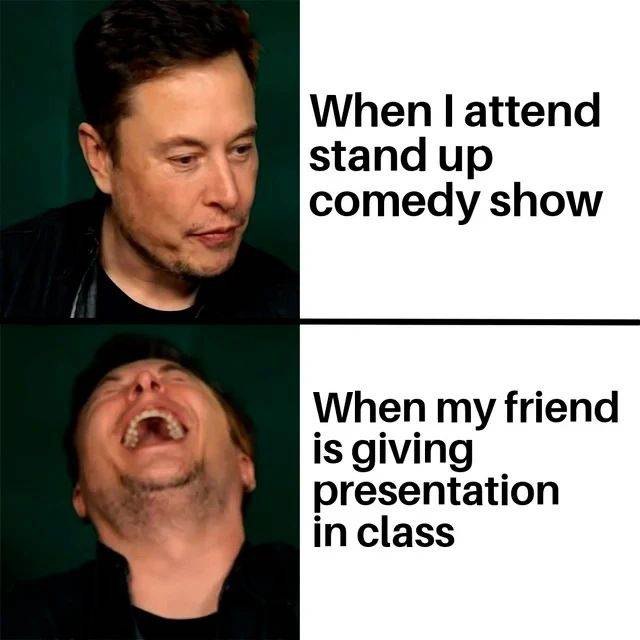 When I attend
stand up
comedy show
When my friend
is giving
presentation
in class